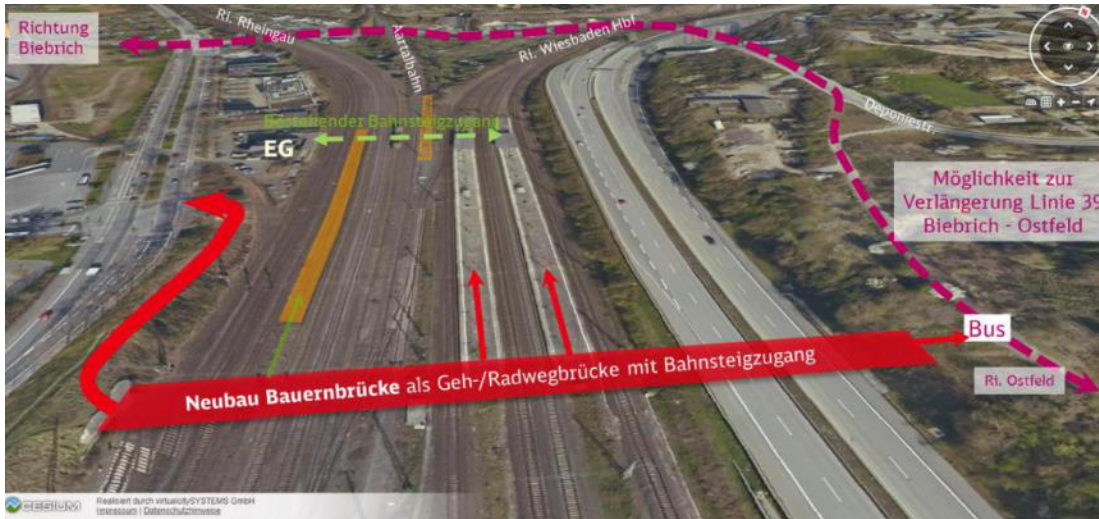 Richtung
Biebrich
Ri. Rheingau
Aartalbahn
Ri. Wiesbaden Hbf
Deponiestr.
Bestehender Bahnsteigzugang
EG
Möglichkeit zur
Verlängerung Linie 39
Biebrich - Ostfeld
Bus
Ri. Ostfeld
Neubau Bauernbrücke als Geh-/Radwegbrücke mit Bahnsteigzugang
CESIUM
Realisiert durch virtualcitySYSTEMS GmbH
Impressum | Datenschutzhinweise